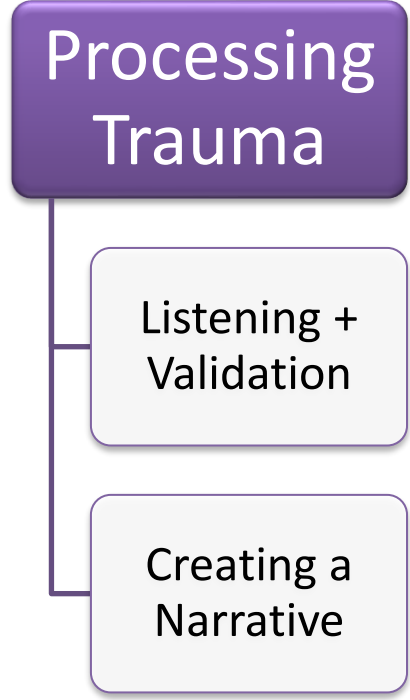 Processing
Trauma
Listening +
Validation
Creating a
Narrative